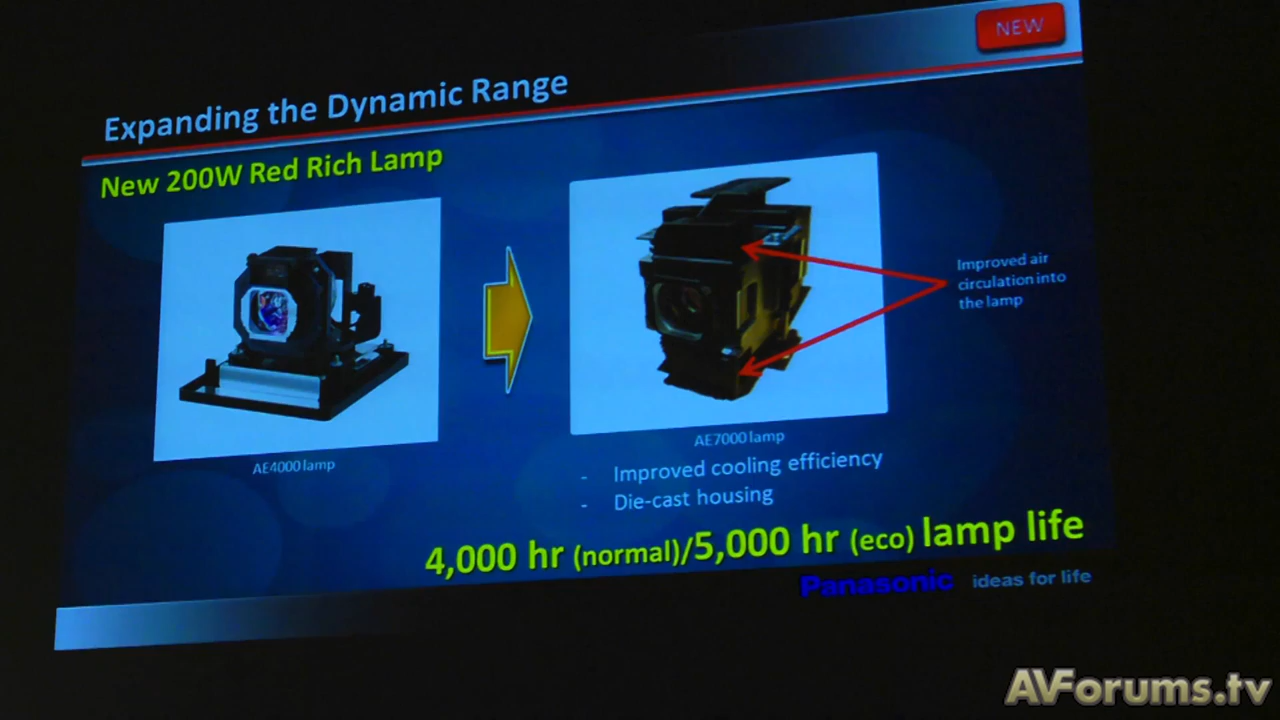 NEW
Expanding the Dynamic Range
New 200W Red Rich Lamp
Improved air
circulation into
the lamp
AE4000 lamp
AE7000 lamp
- Improved cooling efficiency
- Die-cast housing
4,000 hr (normal)/5,000 hr (eco) lamp life
Panasonic ideas for life
AVForums.tv